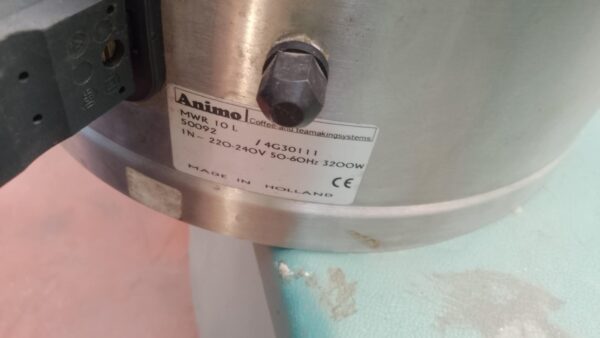 Animo
Coffee and Teamakingsystems
MWR 10 L
50092 / 4G30111
1N~ 220-240V 50-60Hz 3200W
CE
MADE IN HOLLAND